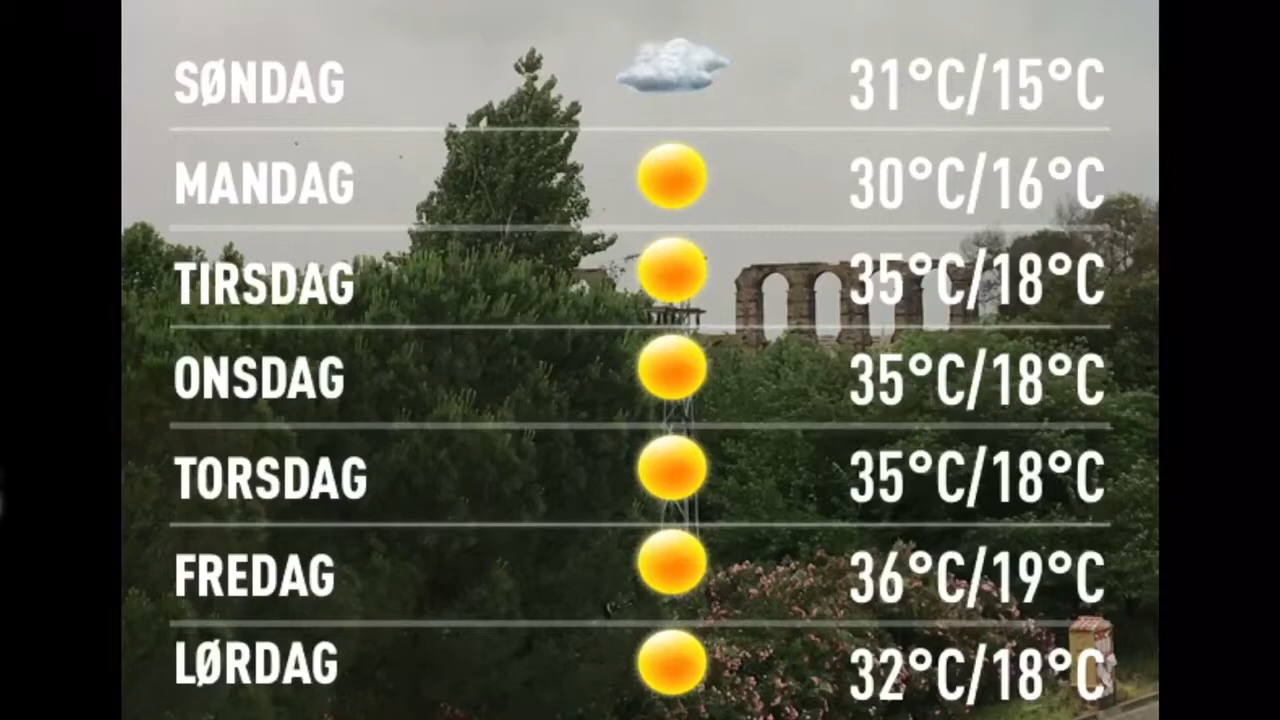 SØNDAG 31°C/15°C
MANDAG 30°C/16°C
TIRSDAG 35°C/18°C
ONSDAG 35°C/18°C
TORSDAG 35°C/18°C
FREDAG 36°C/19°C
LØRDAG 32°C/18°C